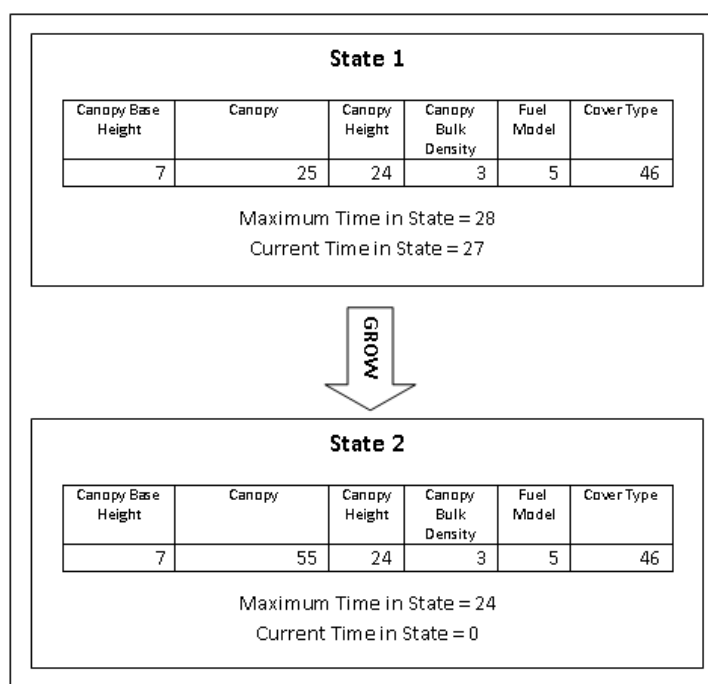 State 1
Canopy Base Height Canopy Canopy Height Canopy Bulk Density Fuel Model Cover Type
7 25 24 3 5 46
Maximum Time in State = 28
Current Time in State = 27
GROW
State 2
Canopy Base Height Canopy Canopy Height Canopy Bulk Density Fuel Model Cover Type
7 55 24 3 5 46
Maximum Time in State = 24
Current Time in State = 0